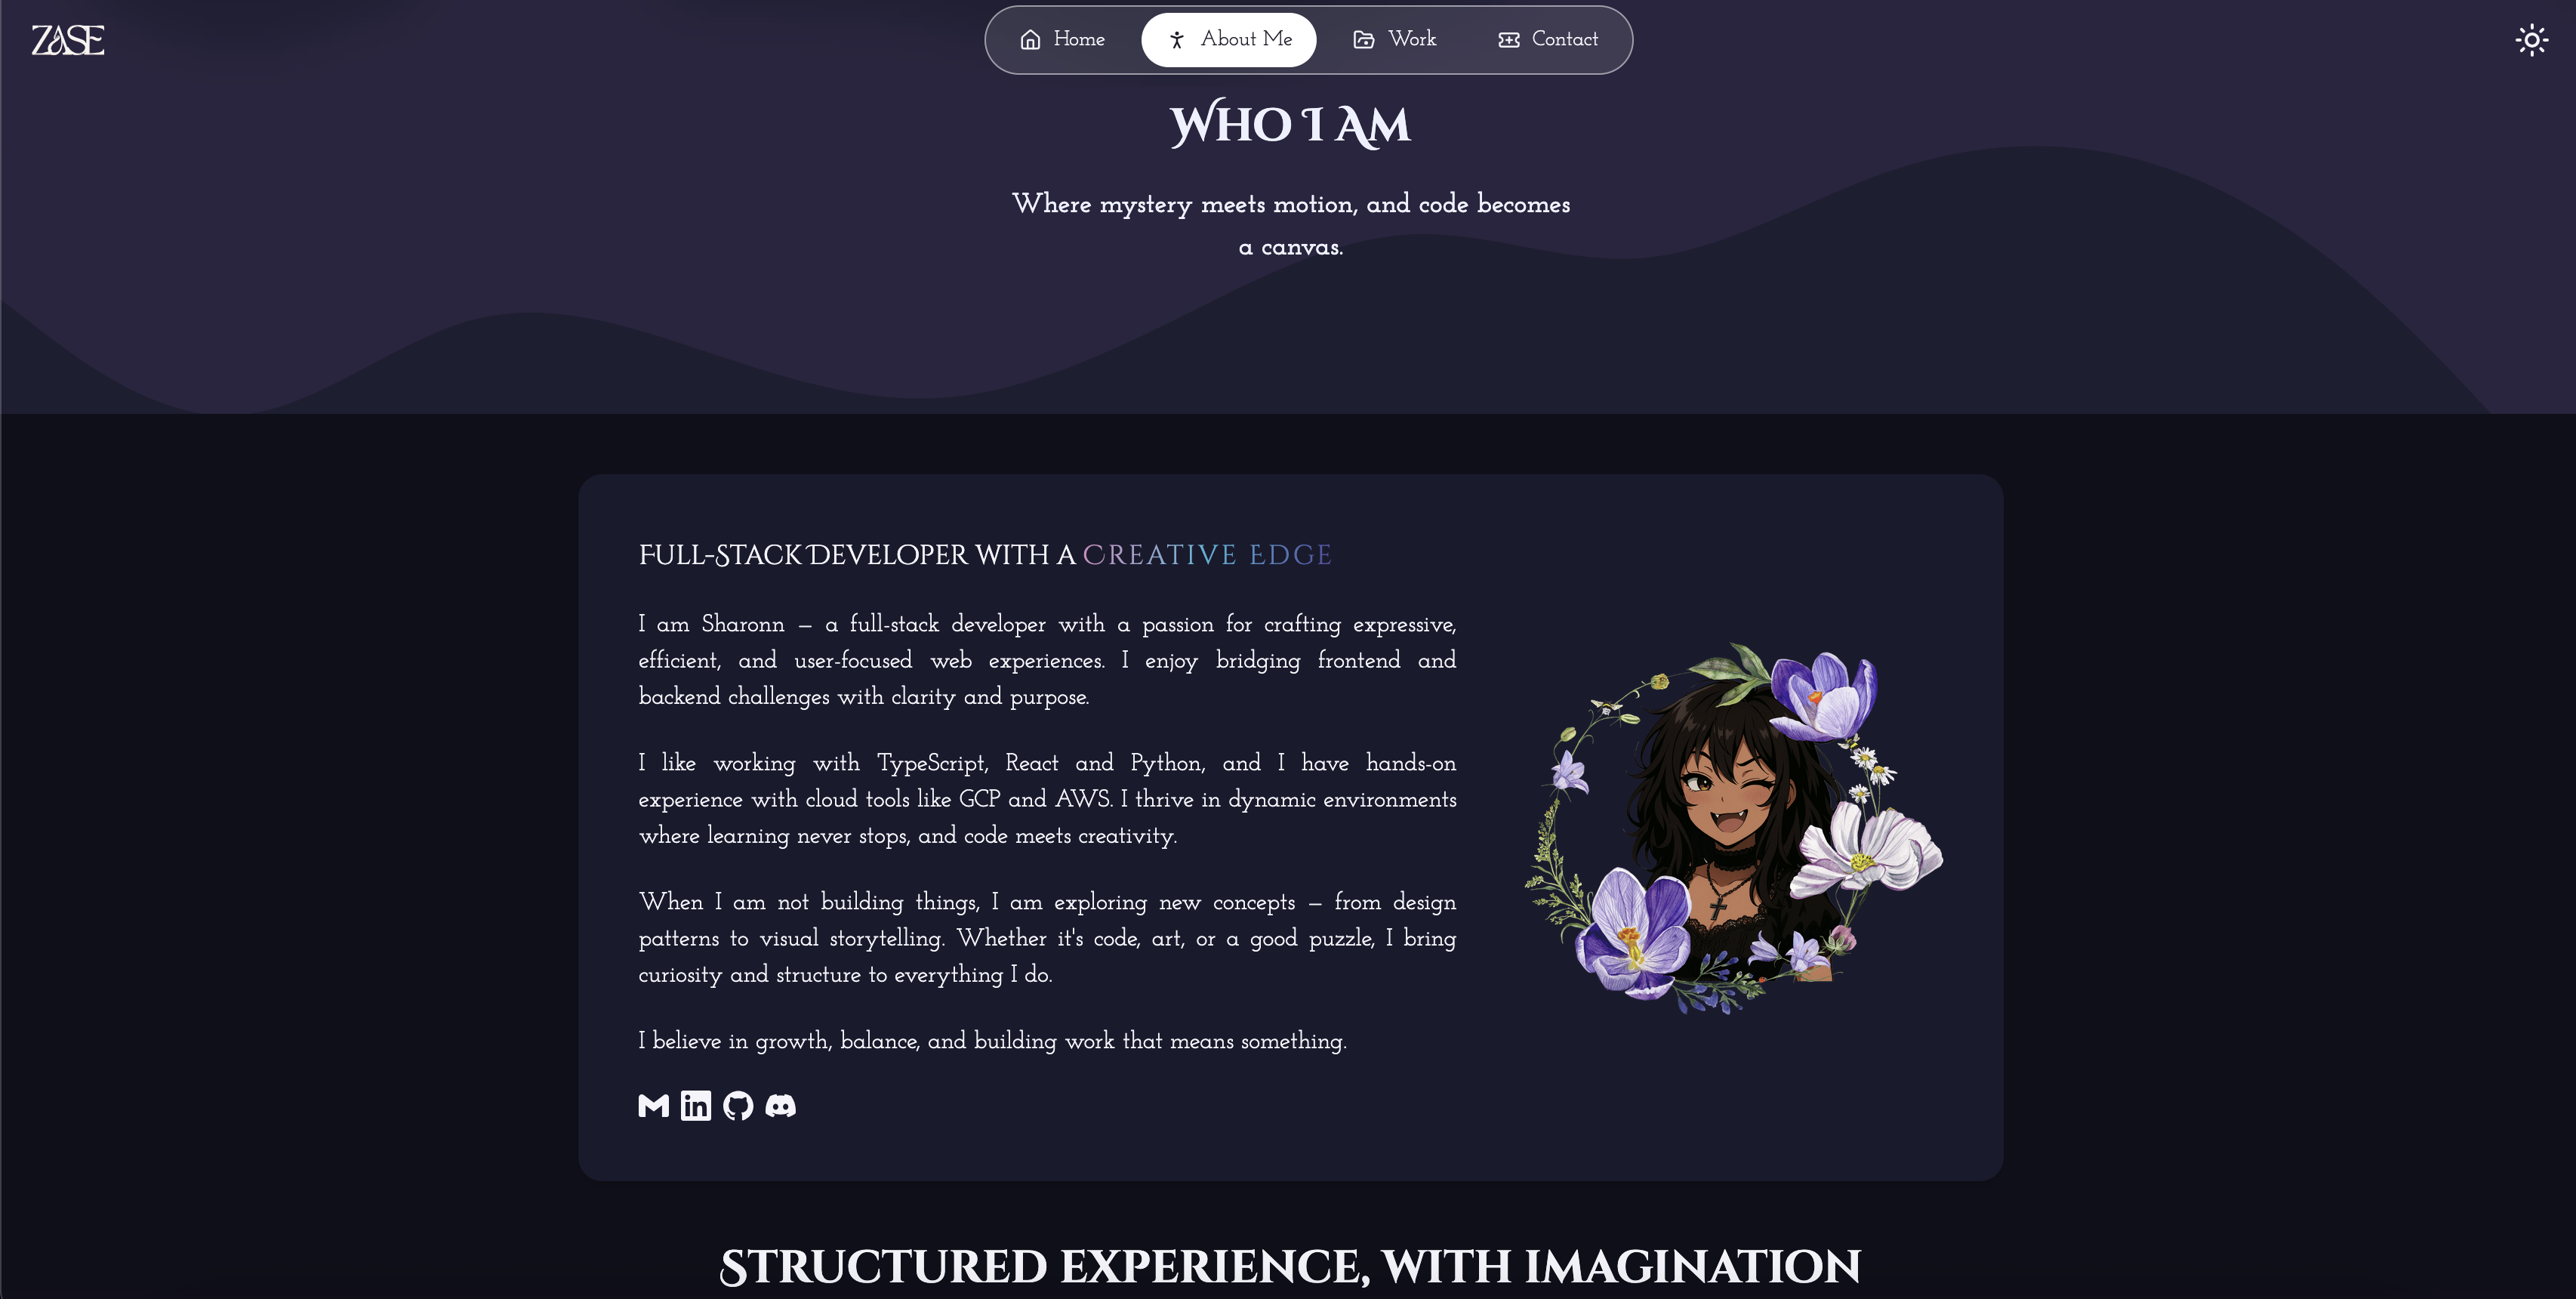 ZASE
Home
About Me
Work
Contact
WHO I AM
Where mystery meets motion, and code becomes
a canvas.
FULL-STACK DEVELOPER WITH A CREATIVE EDGE
I am Sharonn – a full-stack developer with a passion for crafting expressive,
efficient, and user-focused web experiences. I enjoy bridging frontend and
backend challenges with clarity and purpose.
I like working with TypeScript, React and Python, and I have hands-on
experience with cloud tools like GCP and AWS. I thrive in dynamic environments
where learning never stops, and code meets creativity.
When I am not building things, I am exploring new concepts – from design
patterns to visual storytelling. Whether it's code, art, or a good puzzle, I bring
curiosity and structure to everything I do.
I believe in growth, balance, and building work that means something.
in
STRUCTURED EXPERIENCE, WITH IMAGINATION